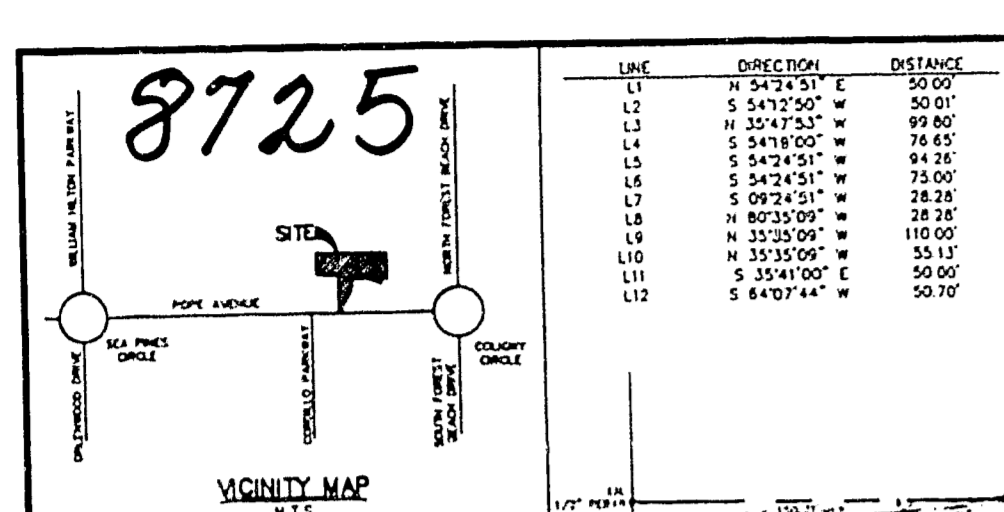 8725
WILLIAM HILTON PARKWAY
NORTH FOREST BEACH DRIVE
SITE
POPE AVENUE
SEA PINES
CIRCLE
COLIGNY
CIRCLE
GREENWOOD DRIVE
CORDILLO PARKWAY
SOUTH FOREST
BEACH DRIVE
VICINITY MAP
N.T.S.
LINE DIRECTION DISTANCE
L1 N 54°24'51" E 50.00'
L2 S 54°12'50" W 50.01'
L3 N 35°47'53" W 99.80'
L4 S 54°18'00" W 76.65'
L5 S 54°24'51" W 94.26'
L6 S 54°24'51" W 75.00'
L7 S 09°24'51" W 28.28'
L8 N 80°35'09" W 28.28'
L9 N 35°35'09" W 110.00'
L10 N 35°35'09" W 55.13'
L11 S 35°41'00" E 50.00'
L12 S 64°07'44" W 50.70'
1/2"